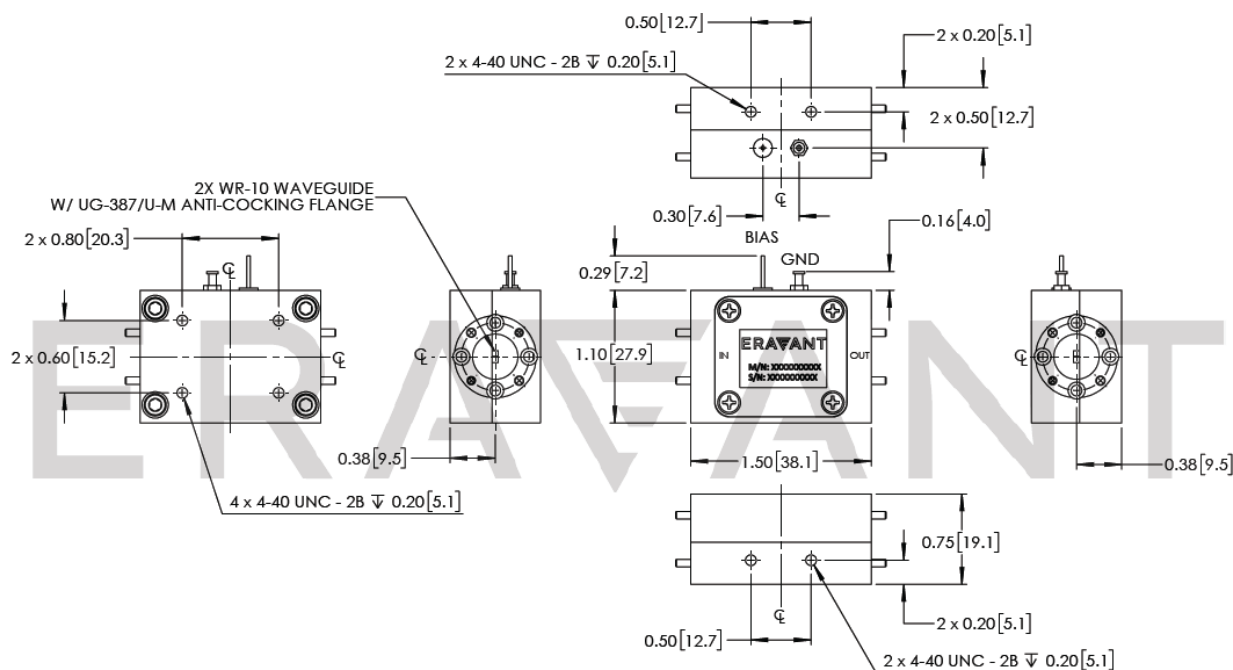 0.50[12.7]
2 x 0.20[5.1]
2 x 4-40 UNC - 2B ↧ 0.20[5.1]
2 x 0.50[12.7]
2X WR-10 WAVEGUIDE
W/ UG-387/U-M ANTI-COCKING FLANGE
℄
0.30[7.6]
0.16[4.0]
2 x 0.80[20.3]
BIAS
GND
℄
0.29[7.2]
2 x 0.60[15.2]
℄
℄
1.10[27.9]
ERAVANT
IN
OUT
M/N: XXXXXXXXXX
S/N: XXXXXXXXXX
℄
ERAVANT
0.38[9.5]
1.50[38.1]
0.38[9.5]
4 x 4-40 UNC - 2B ↧ 0.20[5.1]
0.75[19.1]
℄
2 x 0.20[5.1]
0.50[12.7]
2 x 4-40 UNC - 2B ↧ 0.20[5.1]